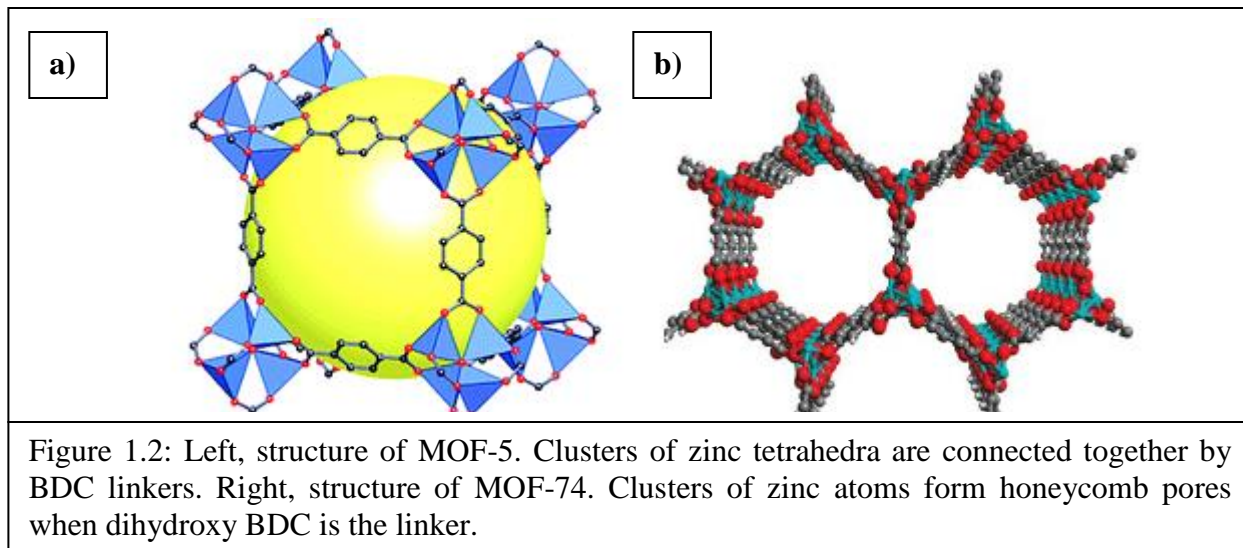 a)
b)
Figure 1.2: Left, structure of MOF-5. Clusters of zinc tetrahedra are connected together by
BDC linkers. Right, structure of MOF-74. Clusters of zinc atoms form honeycomb pores
when dihydroxy BDC is the linker.